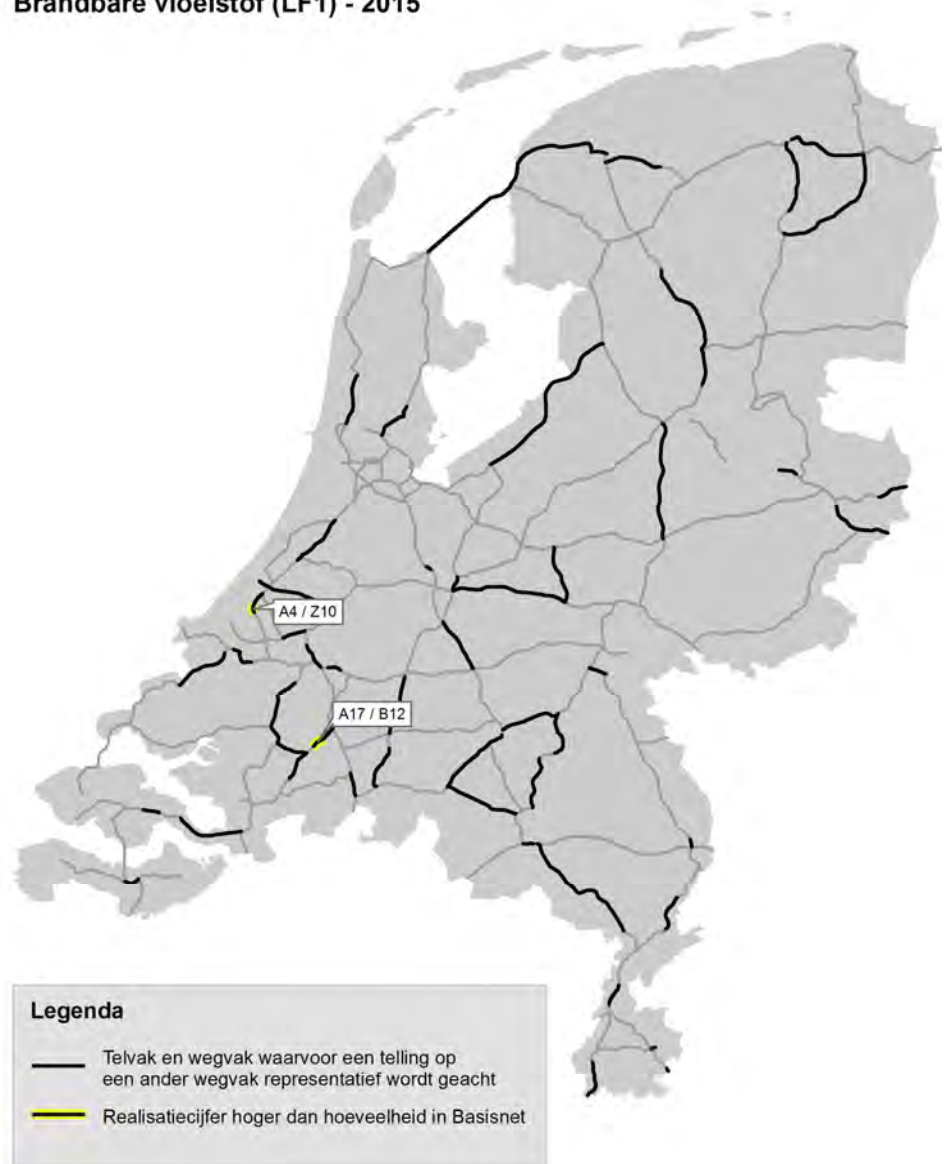 Brandbare vloeistof (LF1) - 2015
A4 / Z10
A17 / B12
Legenda
Telvak en wegvak waarvoor een telling op
een ander wegvak representatief wordt geacht
Realisatiecijfer hoger dan hoeveelheid in Basisnet